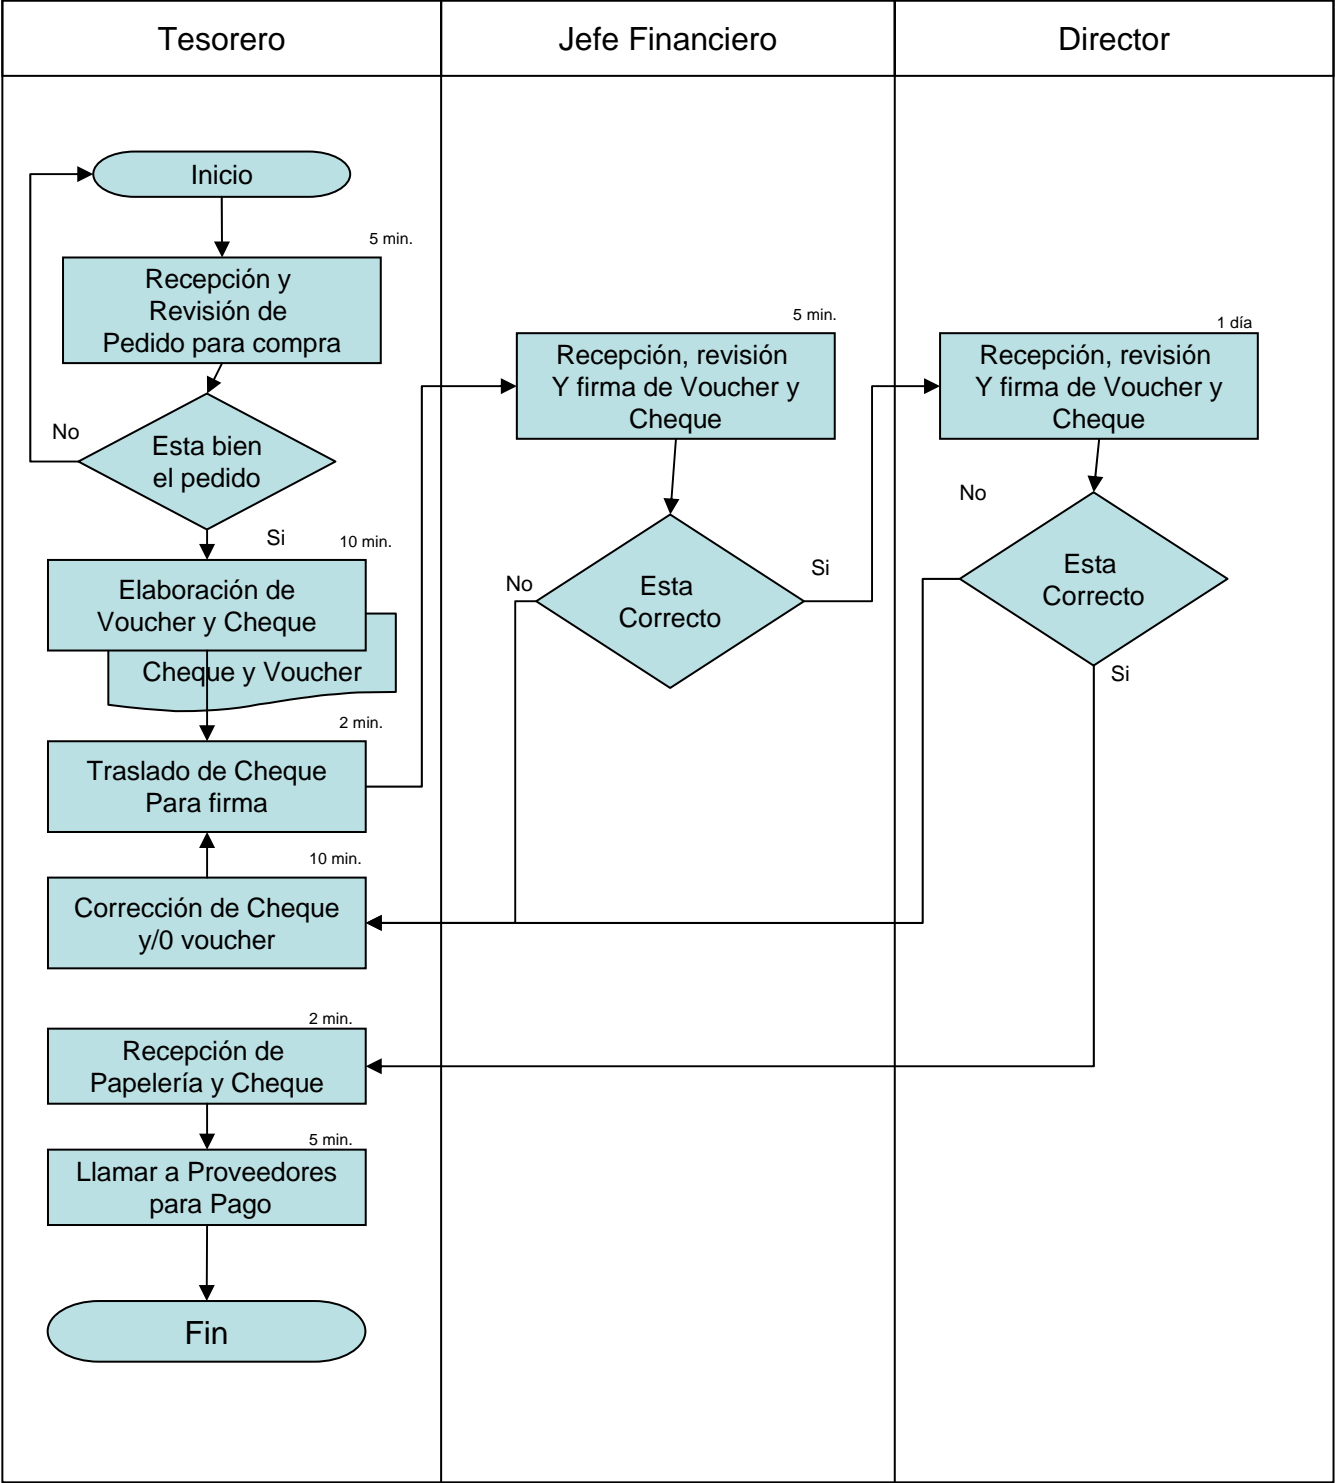 Tesorero
Jefe Financiero
Director
Inicio
5 min.
Recepción y
Revisión de
Pedido para compra
No
Esta bien
el pedido
Si
10 min.
Elaboración de
Voucher y Cheque
Cheque y Voucher
2 min.
Traslado de Cheque
Para firma
10 min.
Corrección de Cheque
y/0 voucher
2 min.
Recepción de
Papelería y Cheque
5 min.
Llamar a Proveedores
para Pago
Fin
5 min.
Recepción, revisión
Y firma de Voucher y
Cheque
No
Esta
Correcto
Si
1 día
Recepción, revisión
Y firma de Voucher y
Cheque
No
Esta
Correcto
Si